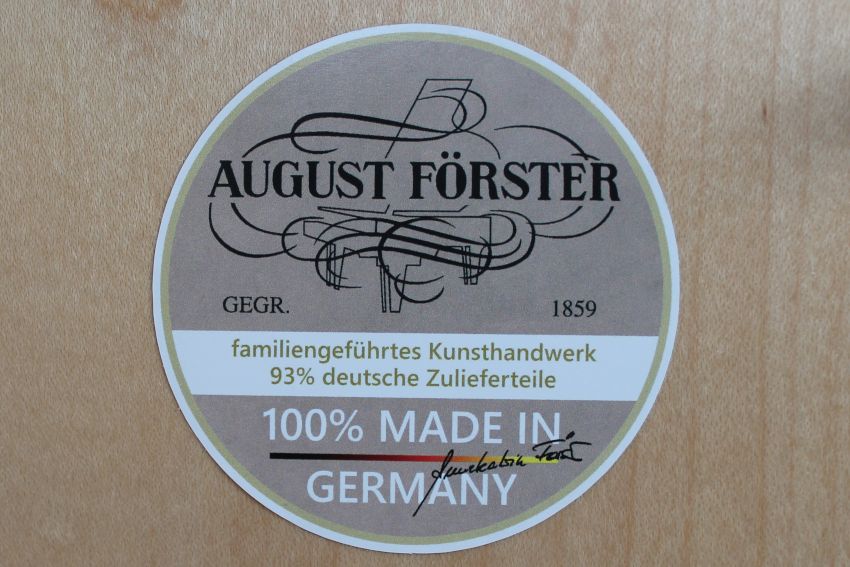 AUGUST FÖRSTER
GEGR. 1859
familiengeführtes Kunsthandwerk
93% deutsche Zulieferteile
100% MADE IN
GERMANY